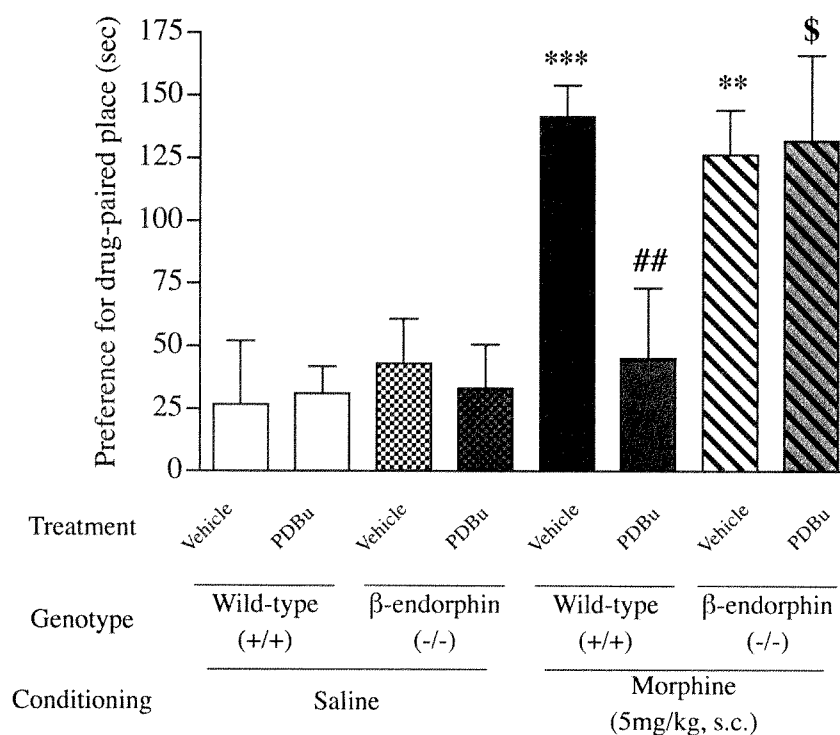 Preference for drug-paired place (sec)
175
150
125
100
75
50
25
0
***
##
**
$
Treatment
Vehicle
PDBu
Vehicle
PDBu
Vehicle
PDBu
Vehicle
PDBu
Genotype
Wild-type
(+/+)
β-endorphin
(-/-)
Wild-type
(+/+)
β-endorphin
(-/-)
Conditioning
Saline
Morphine
(5mg/kg, s.c.)